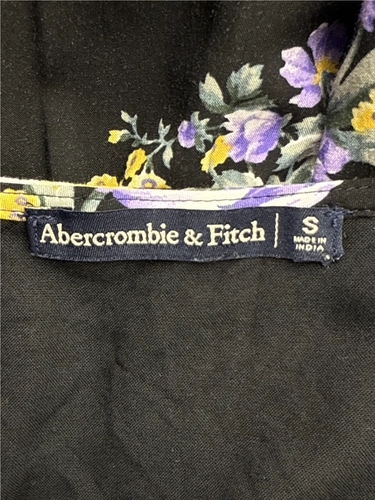 Abercrombie & Fitch
S
MADE IN
INDIA